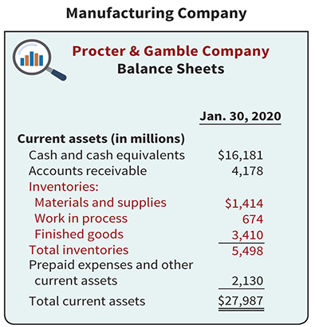 Manufacturing Company
Procter & Gamble Company
Balance Sheets
Jan. 30, 2020
Current assets (in millions)
Cash and cash equivalents $16,181
Accounts receivable 4,178
Inventories:
Materials and supplies $1,414
Work in process 674
Finished goods 3,410
Total inventories 5,498
Prepaid expenses and other
current assets 2,130
Total current assets $27,987